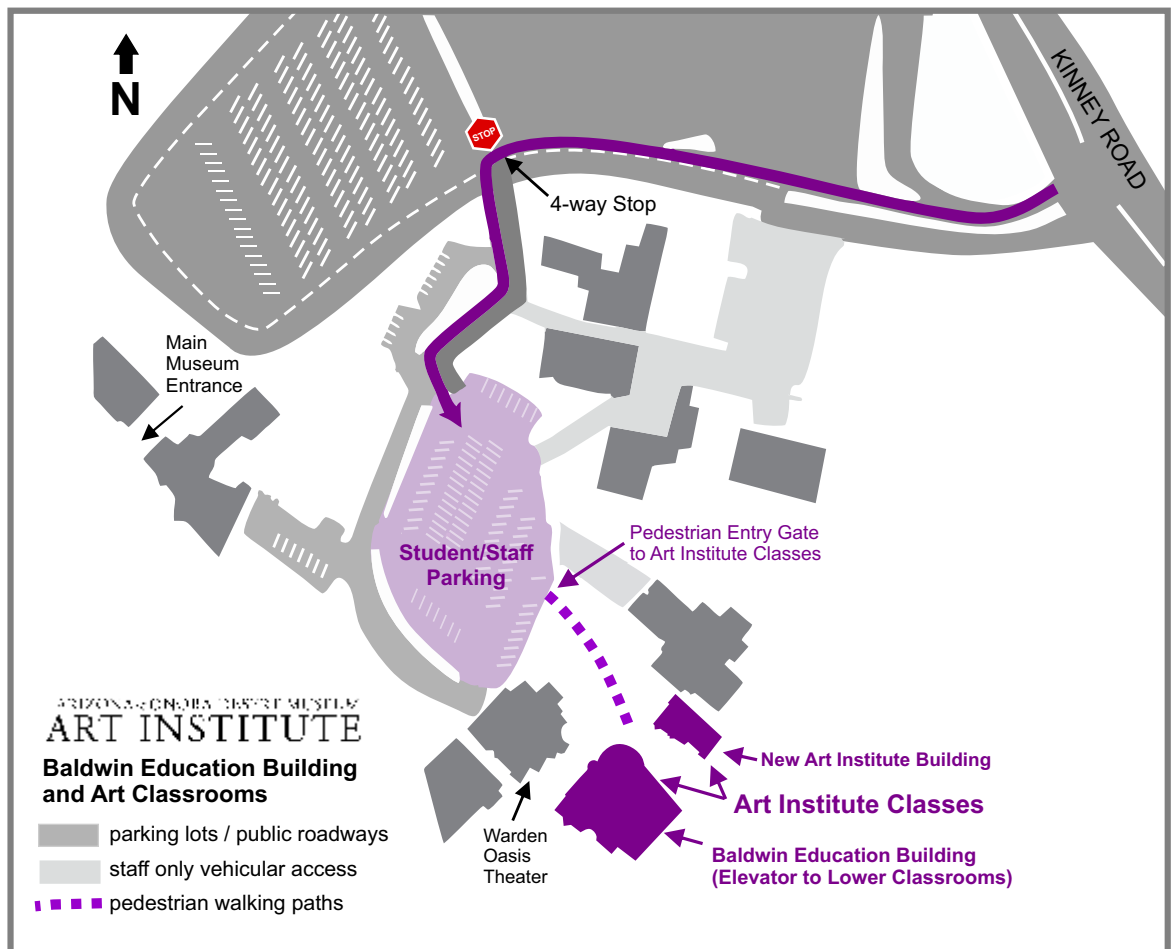 N
STOP
KINNEY ROAD
4-way Stop
Main
Museum
Entrance
Pedestrian Entry Gate
to Art Institute Classes
Student/Staff
Parking
ART INSTITUTE
Baldwin Education Building
and Art Classrooms
parking lots / public roadways
staff only vehicular access
pedestrian walking paths
Warden
Oasis
Theater
New Art Institute Building
Art Institute Classes
Baldwin Education Building
(Elevator to Lower Classrooms)